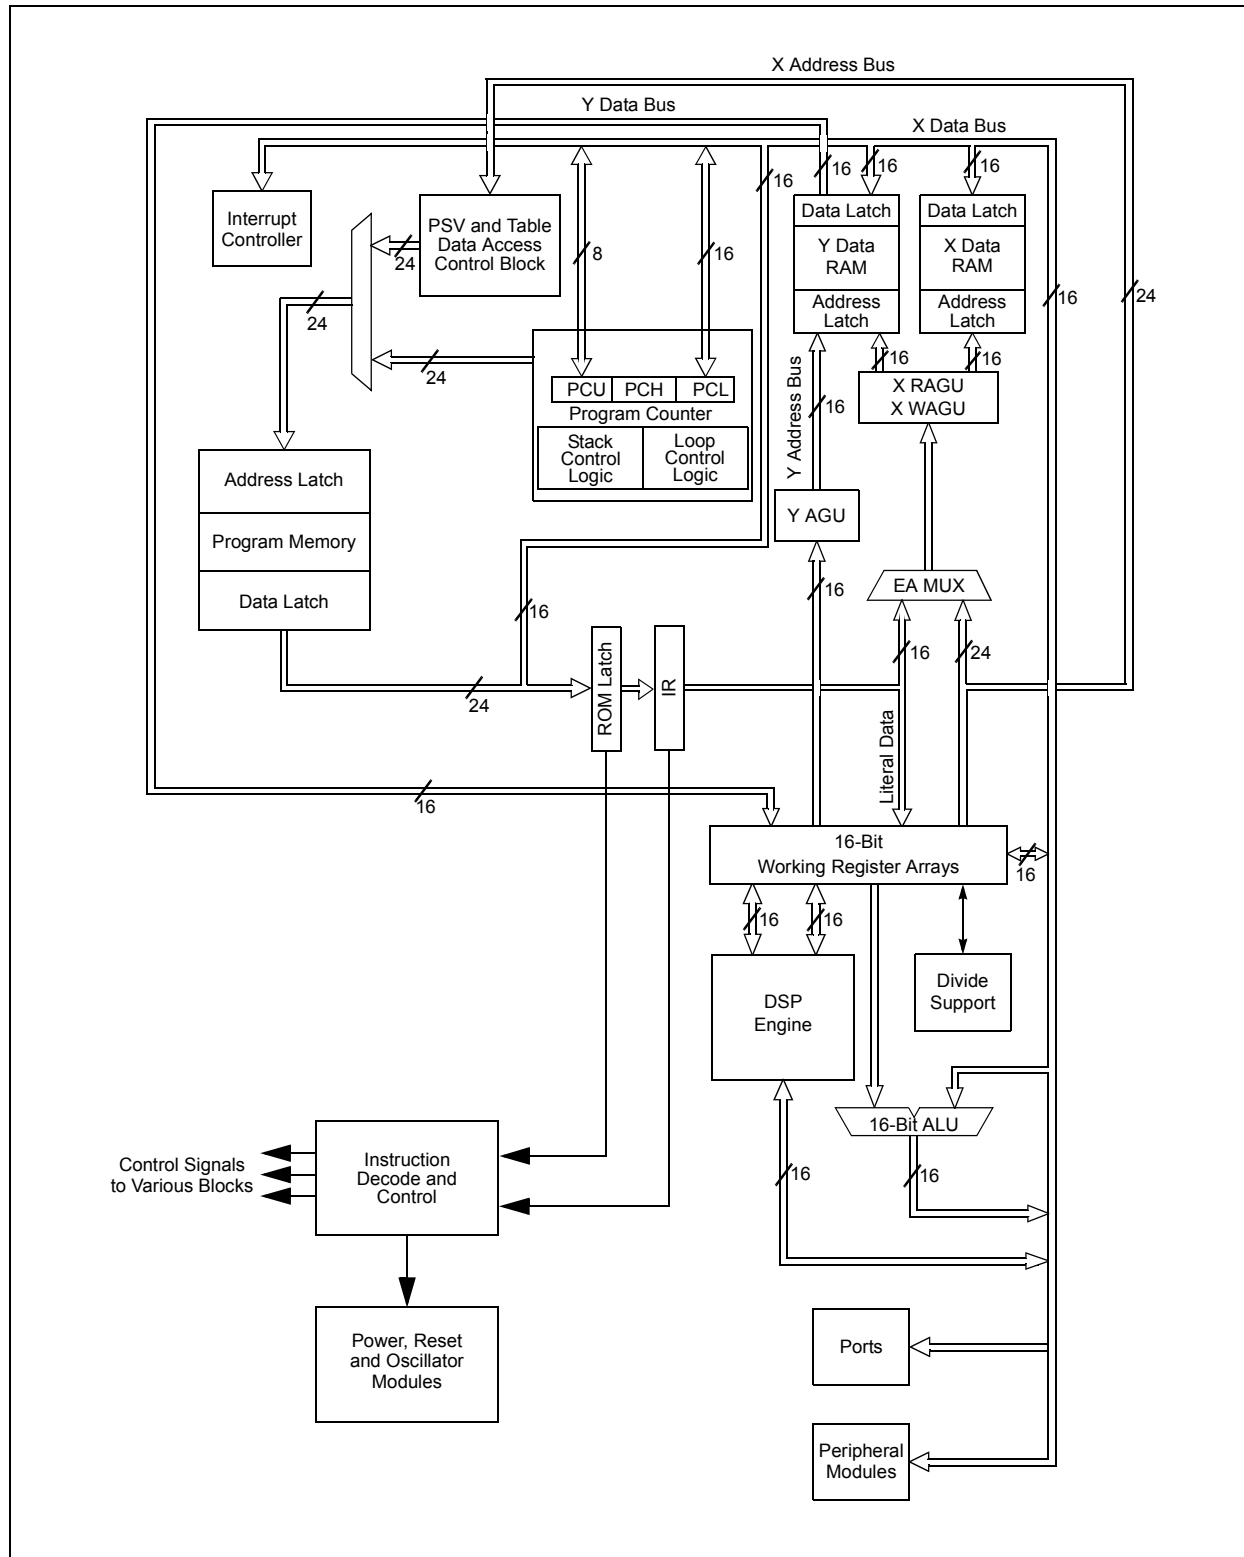 X Address Bus
Y Data Bus
X Data Bus
16
16
16
16
Interrupt
Controller
PSV and Table
Data Access
Control Block
Data Latch
Y Data
RAM
Address
Latch
Data Latch
X Data
RAM
Address
Latch
8
16
24
24
16
24
24
16
16
PCU
PCH
PCL
Program Counter
Stack
Control
Logic
Loop
Control
Logic
X RAGU
X WAGU
Y Address Bus
16
Address Latch
Program Memory
Data Latch
Y AGU
EA MUX
16
16
16
24
24
ROM Latch
IR
Literal Data
16
16-Bit
Working Register Arrays
16
16
16
DSP
Engine
Divide
Support
16-Bit ALU
16
16
Control Signals
to Various Blocks
Instruction
Decode and
Control
Power, Reset
and Oscillator
Modules
Ports
Peripheral
Modules